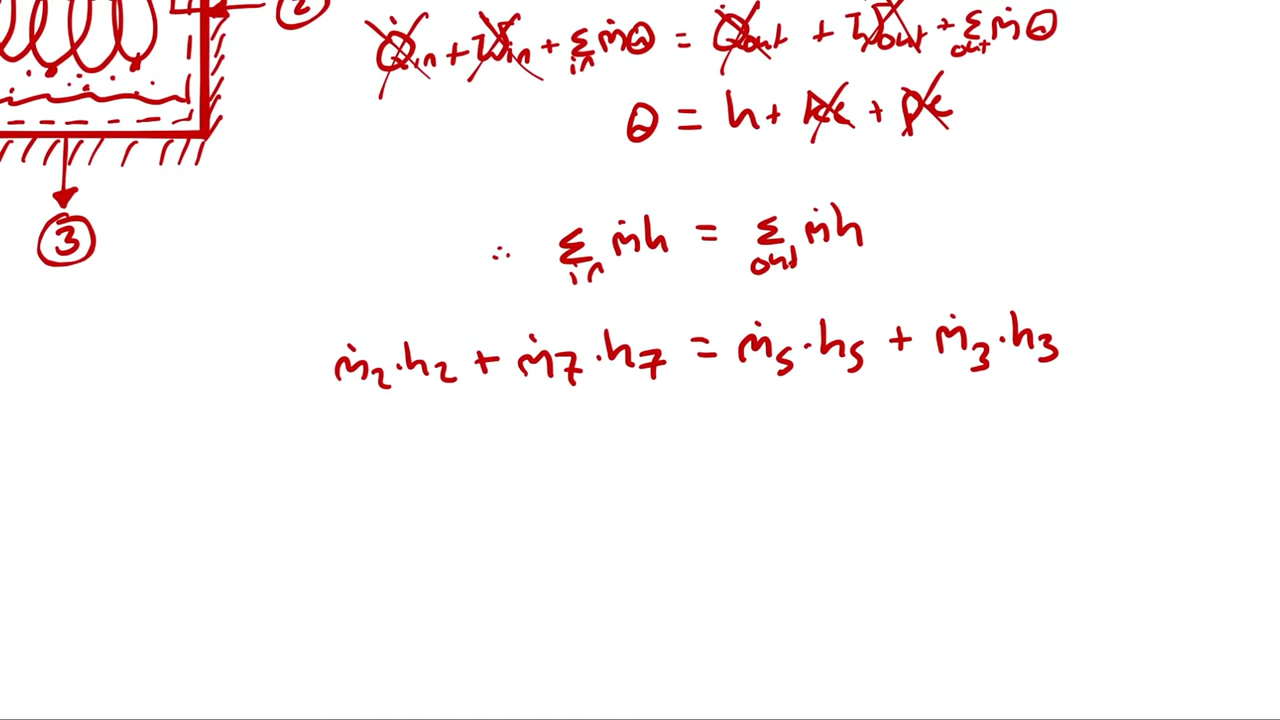 ②
Q̇in + Ẇin + Σin ṁθ = Q̇out + Ẇout + Σout ṁθ
θ = h + ke + pe
③
∴ Σin ṁh = Σout ṁh
ṁ2·h2 + ṁ7·h7 = ṁ5·h5 + ṁ3·h3